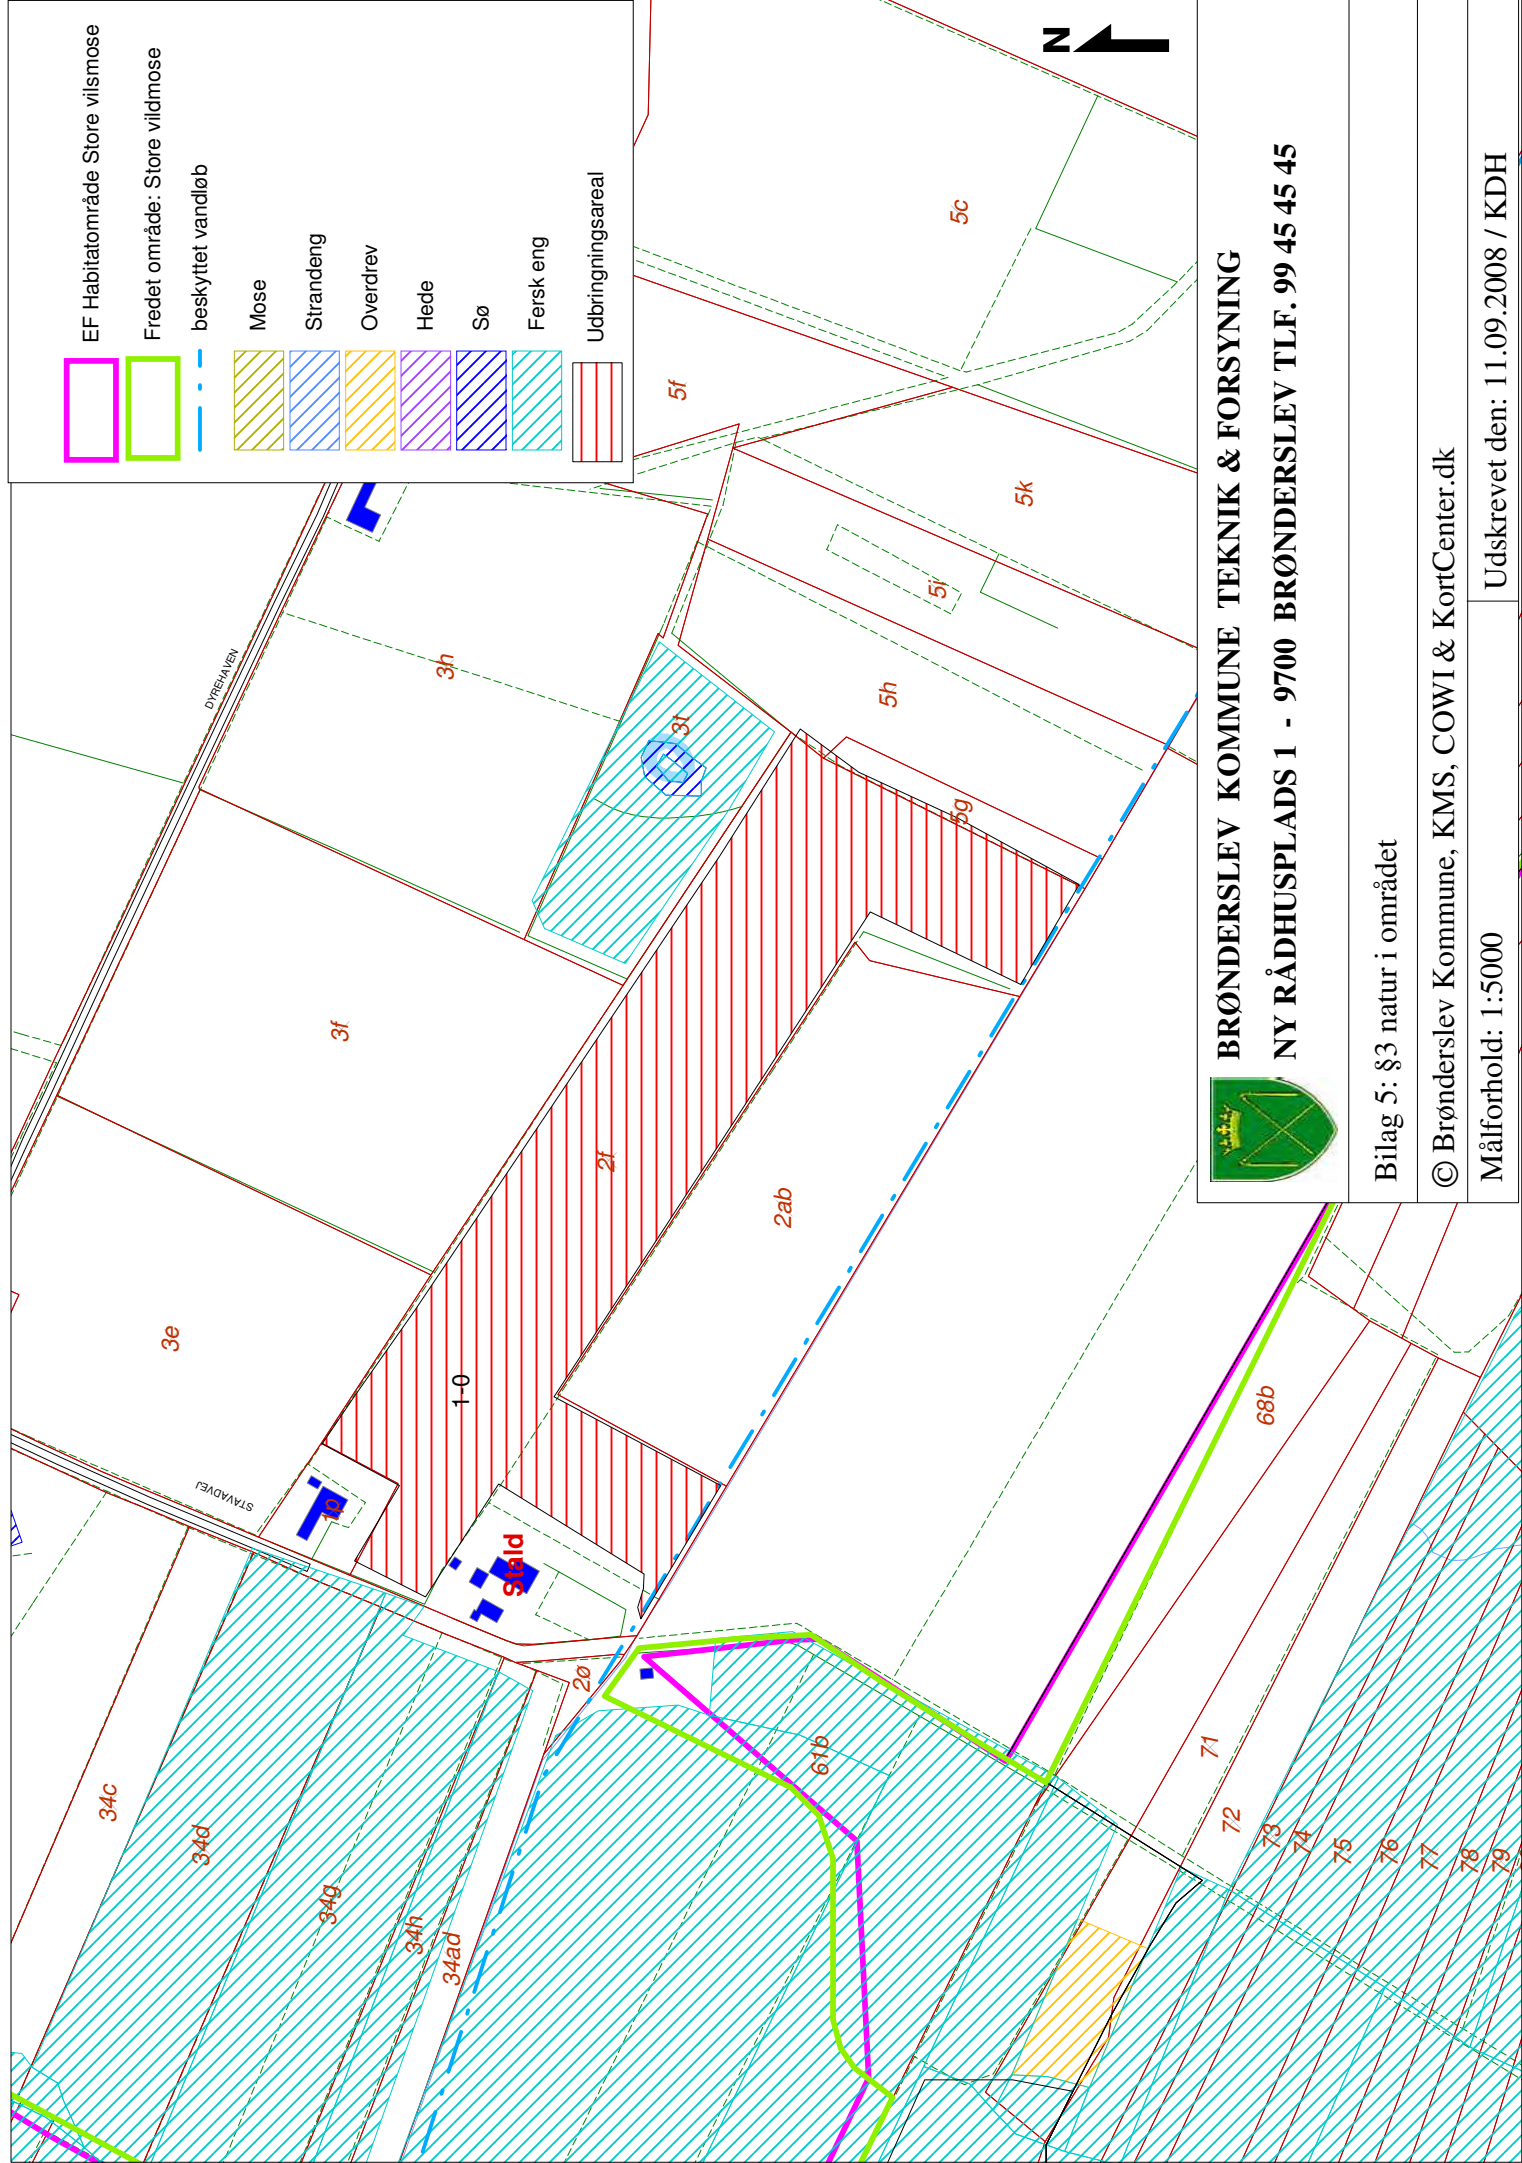 EF Habitatområde Store vilsmose
Fredet område: Store vildmose
beskyttet vandløb
Mose
Strandeng
Overdrev
Hede
Sø
Fersk eng
Udbringningsareal
N
DYREHAVEN
STAVADVEJ
3e
3f
3h
3t
5f
5c
5k
5i
5h
5g
2f
2ab
1-0
1p
Stald
2ø
34c
34d
34g
34h
34ad
61b
68b
71
72
73
74
75
76
77
78
79
BRØNDERSLEV KOMMUNE TEKNIK & FORSYNING
NY RÅDHUSPLADS 1 - 9700 BRØNDERSLEV TLF. 99 45 45 45
Bilag 5: §3 natur i området
© Brønderslev Kommune, KMS, COWI & KortCenter.dk
Målforhold: 1:5000
Udskrevet den: 11.09.2008 / KDH